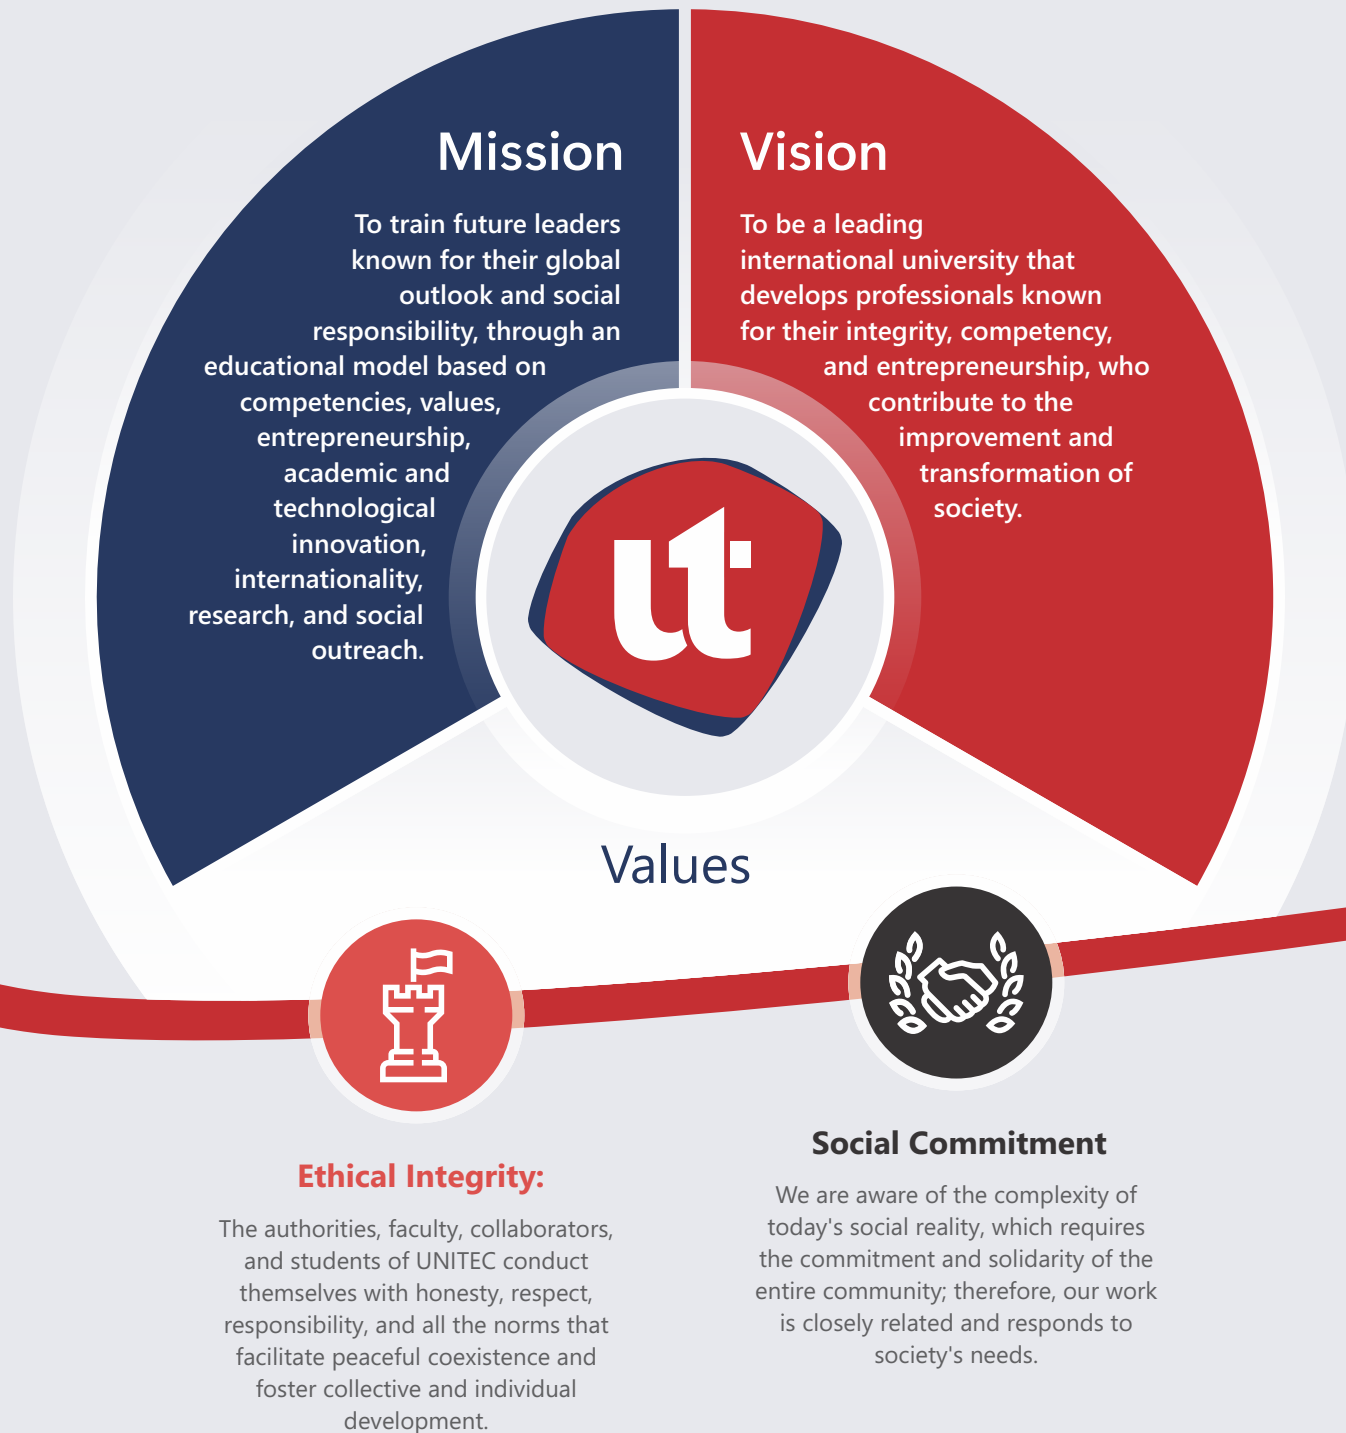 Mission
To train future leaders
known for their global
outlook and social
responsibility, through an
educational model based on
competencies, values,
entrepreneurship,
academic and
technological
innovation,
internationality,
research, and social
outreach.
Vision
To be a leading
international university that
develops professionals known
for their integrity, competency,
and entrepreneurship, who
contribute to the
improvement and
transformation of
society.
ut
Values
Ethical Integrity:
The authorities, faculty, collaborators,
and students of UNITEC conduct
themselves with honesty, respect,
responsibility, and all the norms that
facilitate peaceful coexistence and
foster collective and individual
development.
Social Commitment
We are aware of the complexity of
today's social reality, which requires
the commitment and solidarity of the
entire community; therefore, our work
is closely related and responds to
society's needs.